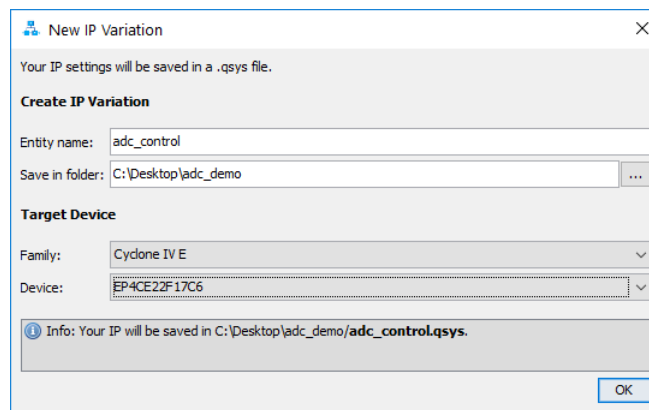 New IP Variation
Your IP settings will be saved in a .qsys file.
Create IP Variation
Entity name: adc_control
Save in folder: C:\Desktop\adc_demo ...
Target Device
Family: Cyclone IV E
Device: EP4CE22F17C6
Info: Your IP will be saved in C:\Desktop\adc_demo/adc_control.qsys.
OK